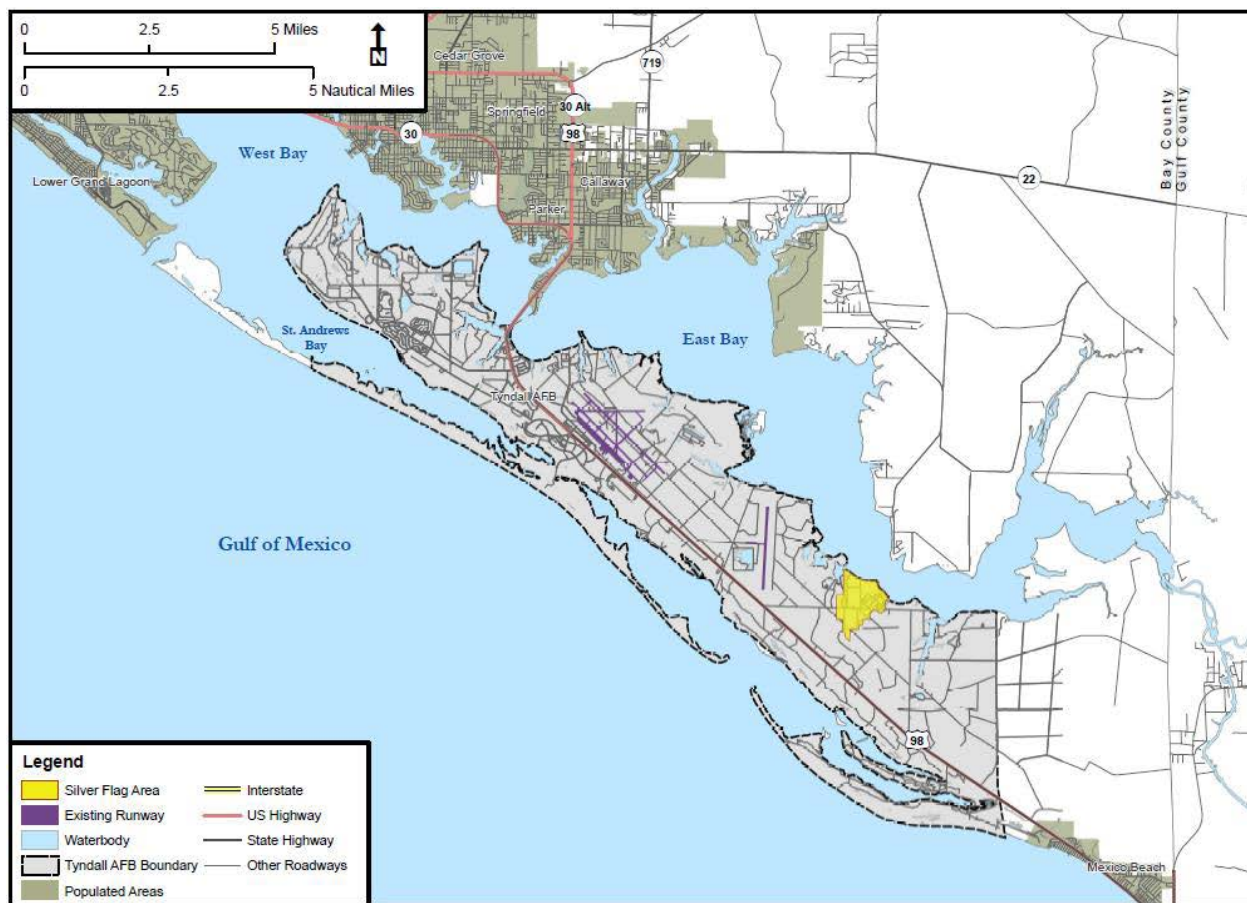 0 2.5 5 Miles
N
0 2.5 5 Nautical Miles
Cedar Grove
719
30 Alt
Springfield
98
30
West Bay
Bay County
Gulf County
Lower Grand Lagoon
Callaway
22
Parker
St. Andrews
Bay
East Bay
Tyndall AFB
Gulf of Mexico
98
Mexico Beach
Legend
Silver Flag Area
Existing Runway
Waterbody
Tyndall AFB Boundary
Populated Areas
Interstate
US Highway
State Highway
Other Roadways